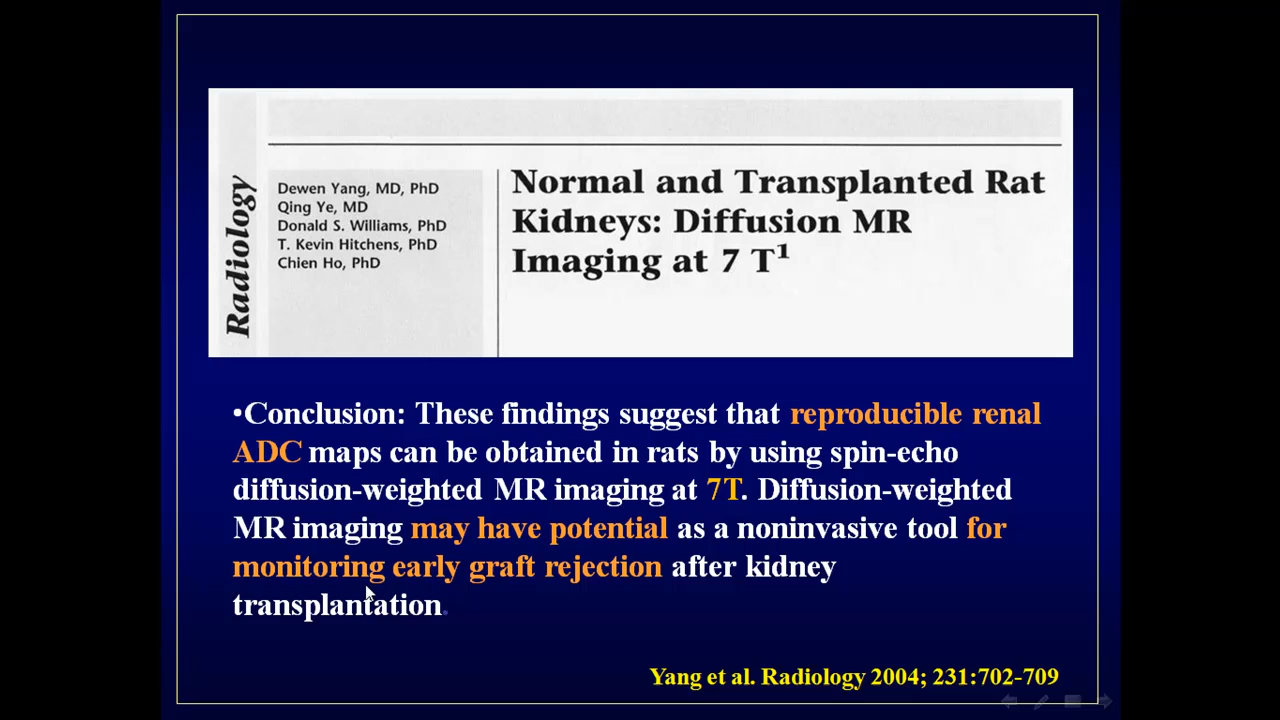 Radiology
Dewen Yang, MD, PhD
Qing Ye, MD
Donald S. Williams, PhD
T. Kevin Hitchens, PhD
Chien Ho, PhD
Normal and Transplanted Rat
Kidneys: Diffusion MR
Imaging at 7 T¹
•Conclusion: These findings suggest that reproducible renal
ADC maps can be obtained in rats by using spin-echo
diffusion-weighted MR imaging at 7T. Diffusion-weighted
MR imaging may have potential as a noninvasive tool for
monitoring early graft rejection after kidney
transplantation.
Yang et al. Radiology 2004; 231:702-709